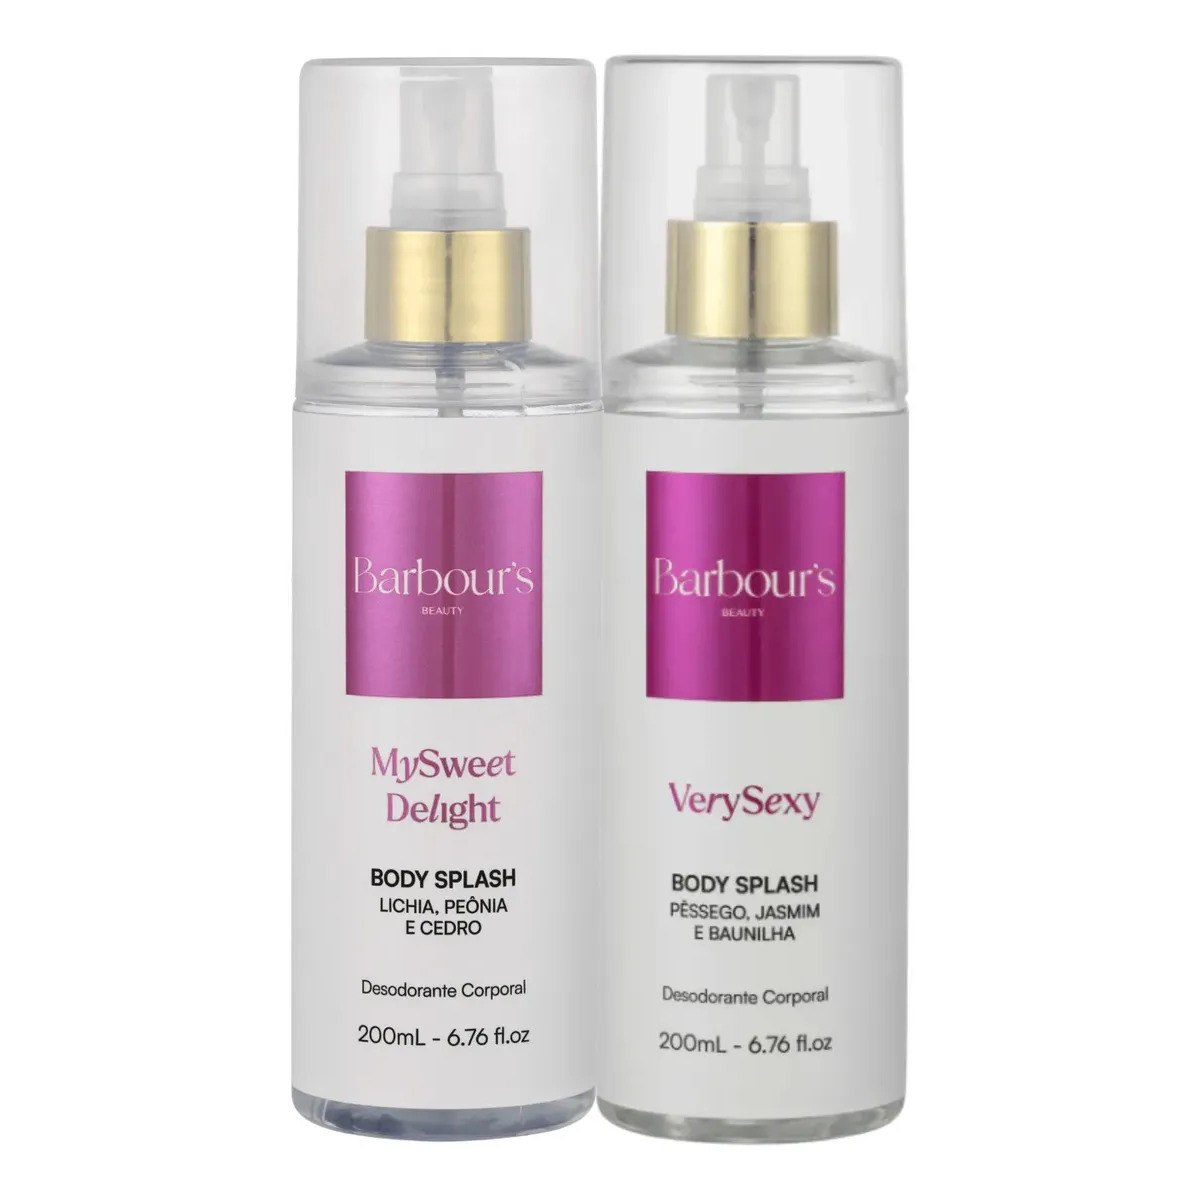 Barbour's
BEAUTY
MySweet
Delight
BODY SPLASH
LICHIA, PEÔNIA
E CEDRO
Desodorante Corporal
200mL - 6.76 fl.oz
Barbour's
BEAUTY
VerySexy
BODY SPLASH
PÊSSEGO, JASMIM
E BAUNILHA
Desodorante Corporal
200mL - 6.76 fl.oz